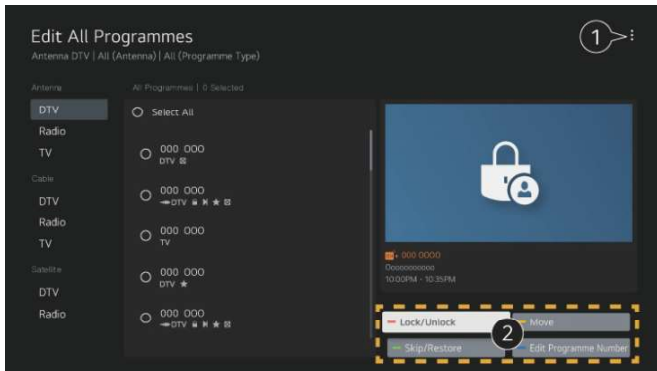 Edit All Programmes
Antenna DTV | All (Antenna) | All (Programme Type)
1
Antenna
DTV
Radio
TV
Cable
DTV
Radio
TV
Satellite
DTV
Radio
All Programmes | 0 Selected
Select All
000 000
DTV
000 000
DTV
000 000
TV
000 000
DTV
000 000
DTV
000 0000
Ooooooooooo
10:00PM - 10:35PM
Lock/Unlock
Move
2
Skip/Restore
Edit Programme Number